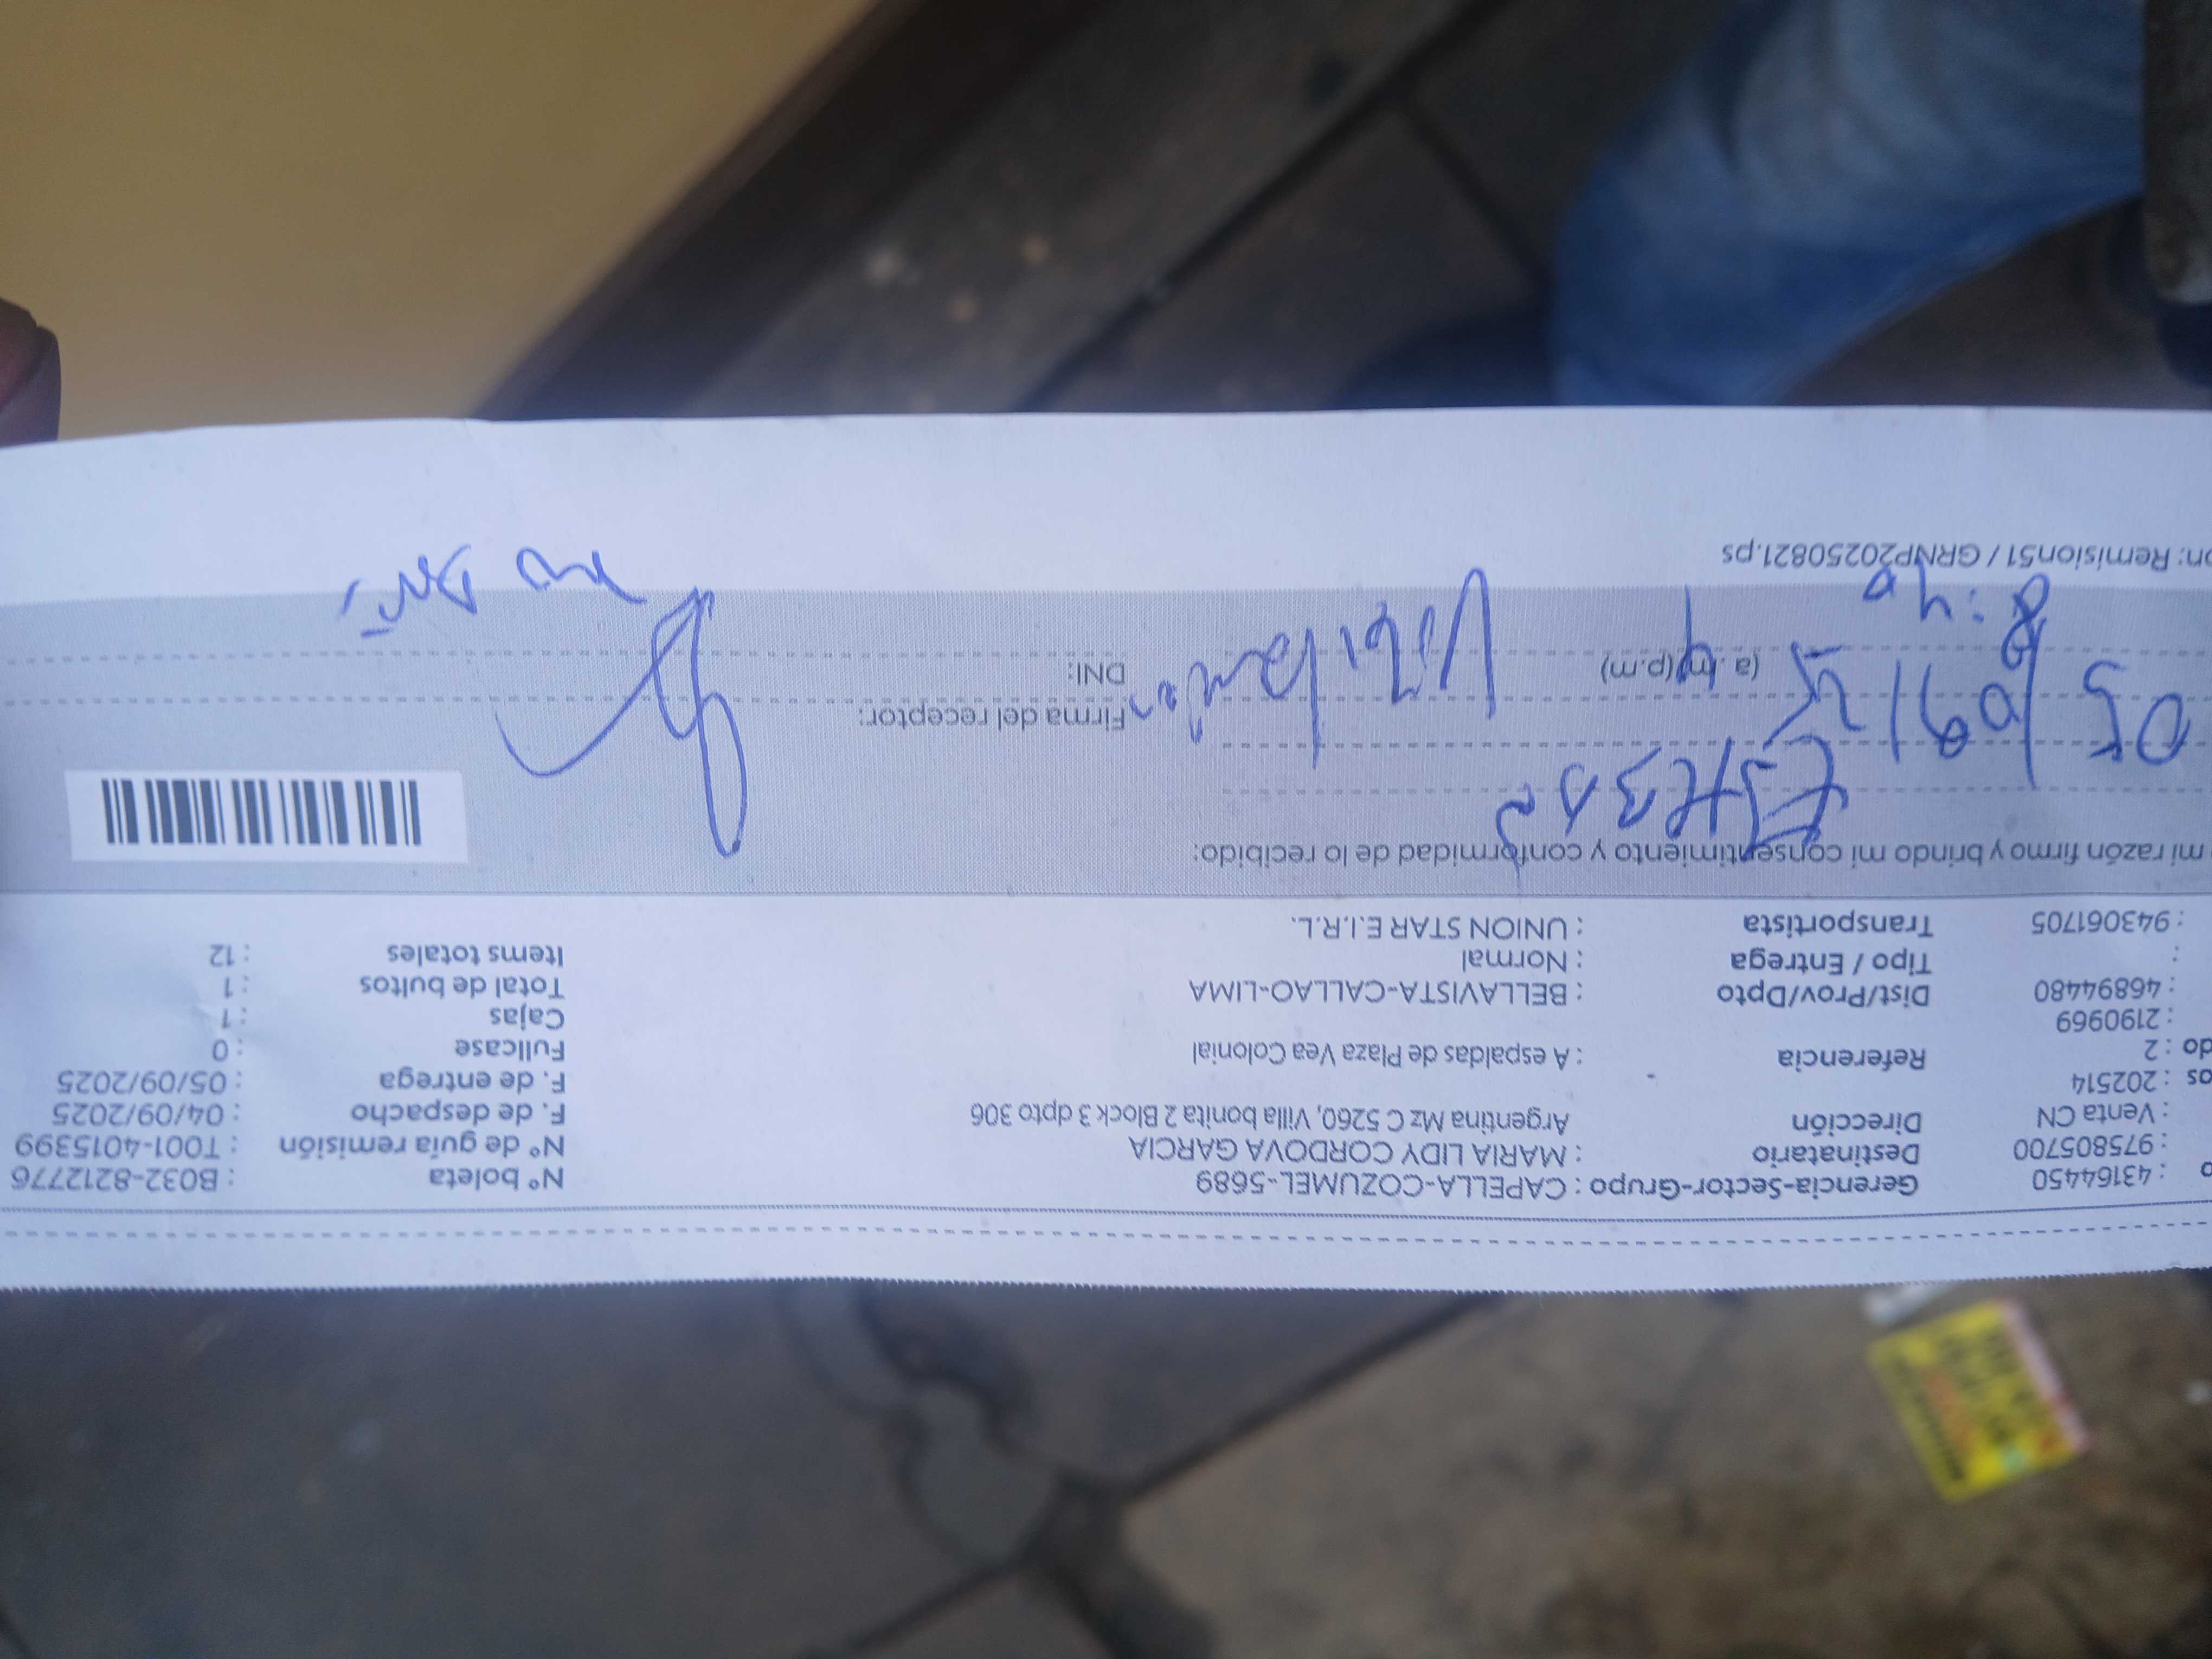 : 43164450 Gerencia-Sector-Grupo : CAPELLA-COZUMEL-5689 N° boleta : B032-8212776
: 975805700 Destinatario : MARIA LIDY CORDOVA GARCIA N° de guía remisión : T001-4015399
: Venta CN Dirección Argentina Mz C 5260, Villa bonita 2 Block 3 dpto 306 F. de despacho : 04/09/2025
os : 202514 F. de entrega : 05/09/2025
do : 2 Referencia : A espaldas de Plaza Vea Colonial Fullcase : 0
: 2190969 Cajas : 1
: 46894480 Dist/Prov/Dpto : BELLAVISTA-CALLAO-LIMA Total de bultos : 1
: Tipo / Entrega : Normal Items totales : 12
: 943061705 Transportista : UNION STAR E.I.R.L.
mi razón firmo y brindo mi consentimiento y conformidad de lo recibido:
05/09/25 Firma del receptor:
(a.m)(p.m) DNI:
8:40
no DNI
on: Remision51 / GRNP20250821.ps